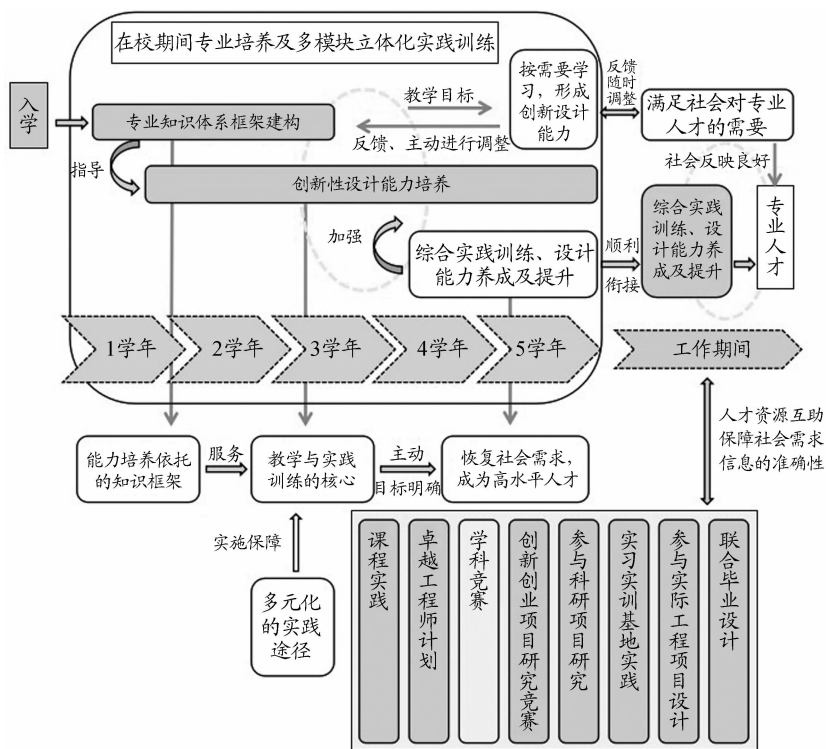 在校期间专业培养及多模块立体化实践训练
入学
专业知识体系框架建构
教学目标
反馈、主动进行调整
按需要学
习，形成
创新设计
能力
反馈
随时
调整
满足社会对专业
人才的需要
社会反映良好
指导
创新性设计能力培养
加强
综合实践训练、设计
能力养成及提升
顺利
衔接
综合实践
训练、设
计能力养
成及提升
专业人才
1学年
2学年
3学年
4学年
5学年
工作期间
能力培养依托
的知识框架
服务
教学与实践
训练的核心
主动
目标明确
恢复社会需求，
成为高水平人才
人才资源互助
保障社会需求
信息的准确性
实施保障
多元化
的实践
途径
课程实践
卓越工程师计划
学科竞赛
创新创业项目研究竞赛
参与科研项目研究
实习实训基地实践
参与实际工程项目设计
联合毕业设计